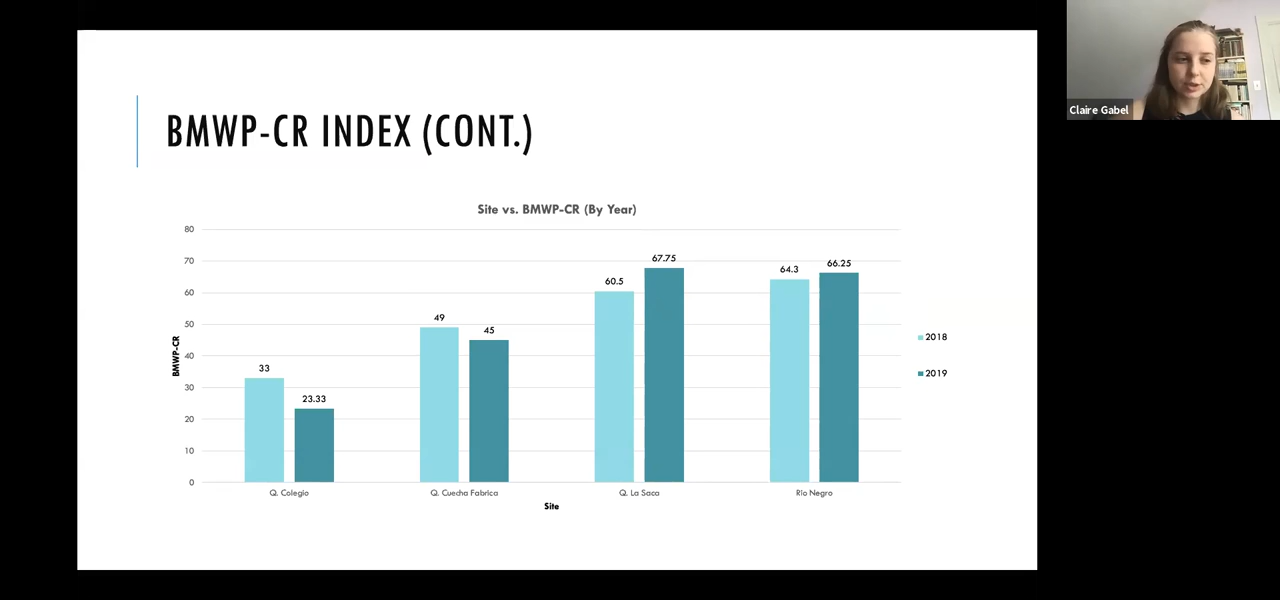 BMWP-CR INDEX (CONT.)
Claire Gabel
Site vs. BMWP-CR (By Year)
80
70
60
50
40
30
20
10
0
BMWP-CR
33
23.33
49
45
60.5
67.75
64.3
66.25
Q. Colegio
Q. Cuecha Fabrica
Q. La Saca
Rio Negro
Site
2018
2019